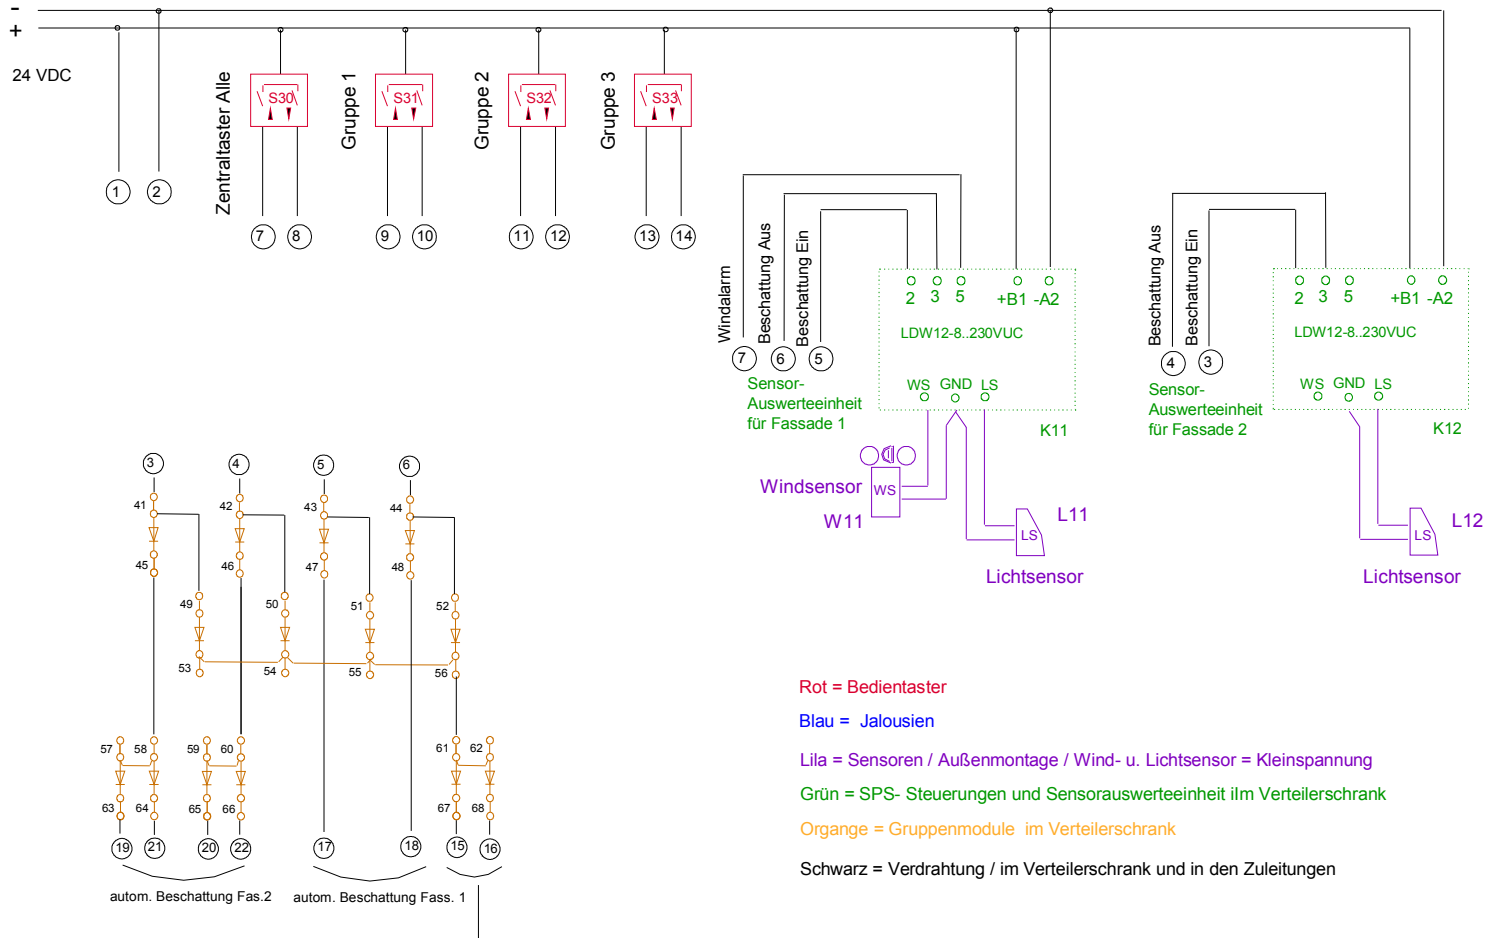 -
+
24 VDC
Zentraltaster Alle
S30
Gruppe 1
S31
Gruppe 2
S32
Gruppe 3
S33
1
2
7
8
9
10
11
12
13
14
Windalarm
Beschattung Aus
Beschattung Ein
7
6
5
2
3
5
+B1
-A2
LDW12-8..230VUC
WS
GND
LS
K11
Sensor-
Auswerteeinheit
für Fassade 1
Windsensor
W11
WS
L11
LS
Lichtsensor
Beschattung Aus
Beschattung Ein
4
3
2
3
5
+B1
-A2
LDW12-8..230VUC
WS
GND
LS
K12
Sensor-
Auswerteeinheit
für Fassade 2
L12
LS
Lichtsensor
3
4
5
6
41
42
43
44
45
46
47
48
49
50
51
52
53
54
55
56
57
58
59
60
61
62
63
64
65
66
67
68
19
21
20
22
17
18
15
16
autom. Beschattung Fas.2
autom. Beschattung Fass. 1
Rot = Bedientaster
Blau = Jalousien
Lila = Sensoren / Außenmontage / Wind- u. Lichtsensor = Kleinspannung
Grün = SPS- Steuerungen und Sensorauswerteeinheit iIm Verteilerschrank
Organge = Gruppenmodule im Verteilerschrank
Schwarz = Verdrahtung / im Verteilerschrank und in den Zuleitungen